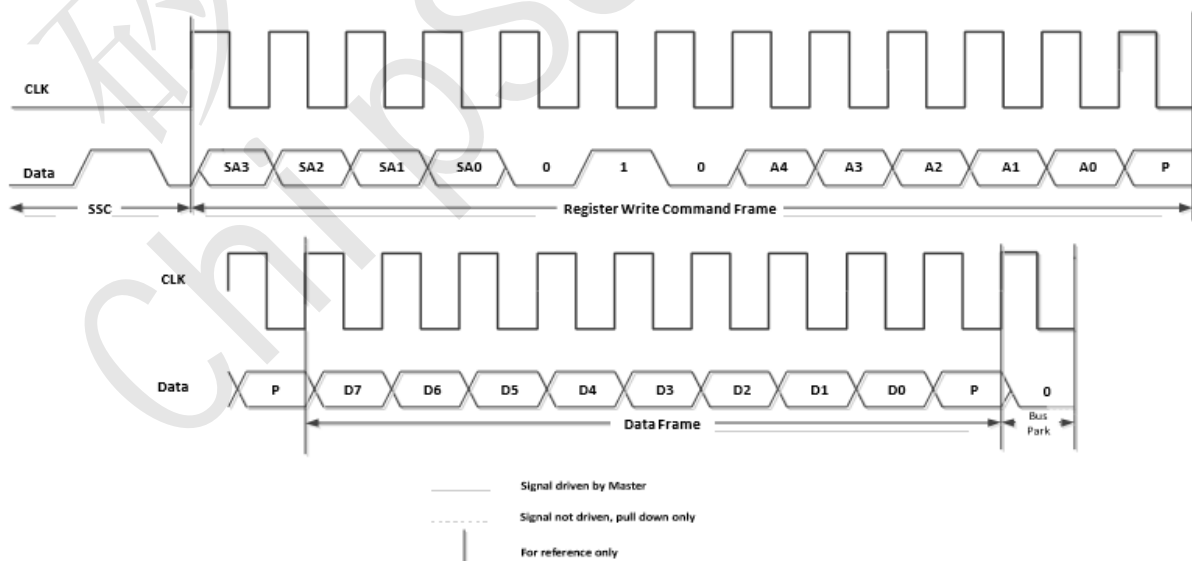 CLK
Data SA3 SA2 SA1 SA0 0 1 0 A4 A3 A2 A1 A0 P
SSC Register Write Command Frame
CLK
Data P D7 D6 D5 D4 D3 D2 D1 D0 P 0
Data Frame Bus
Park
Signal driven by Master
Signal not driven, pull down only
For reference only